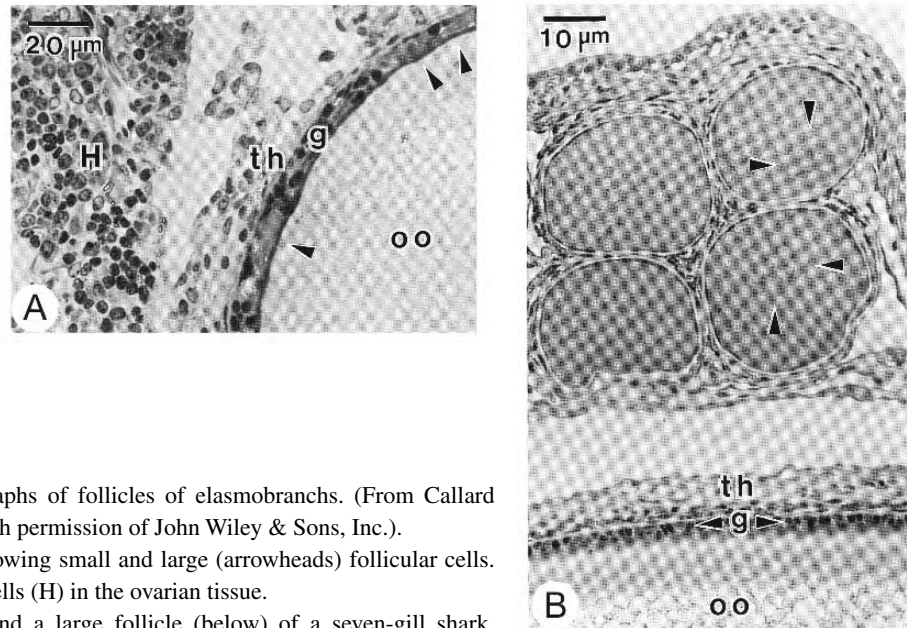 20 µm
H
th
g
oo
A
10 µm
th
g
oo
B
aphs of follicles of elasmobranchs. (From Callard
h permission of John Wiley & Sons, Inc.).
owing small and large (arrowheads) follicular cells.
ells (H) in the ovarian tissue.
nd a large follicle (below) of a seven-gill shark,